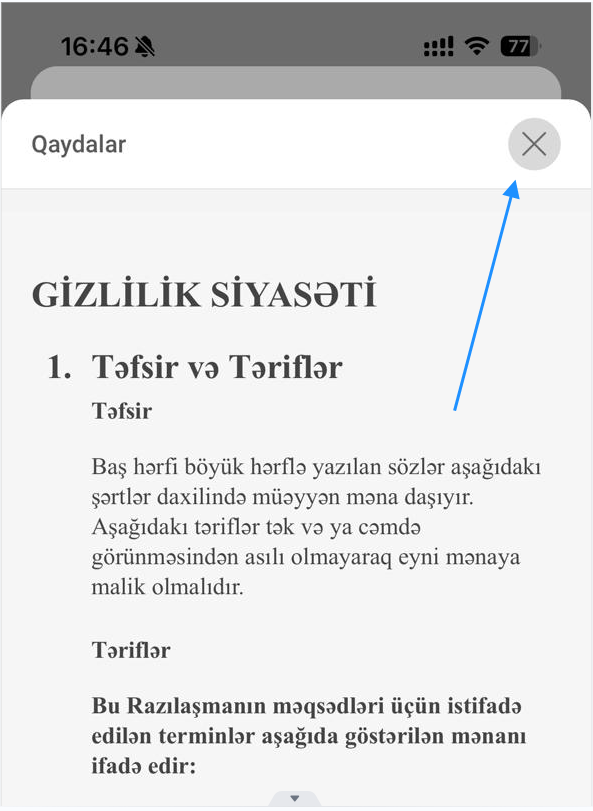 16:46
77
Qaydalar
GİZLİLİK SİYASƏTİ
1. Təfsir və Təriflər
Təfsir
Baş hərfi böyük hərflə yazılan sözlər aşağıdakı
şərtlər daxilində müəyyən məna daşıyır.
Aşağıdakı təriflər tək və ya cəmdə
görünməsindən asılı olmayaraq eyni mənaya
malik olmalıdır.
Təriflər
Bu Razılaşmanın məqsədləri üçün istifadə
edilən terminlər aşağıda göstərilən mənanı
ifadə edir: